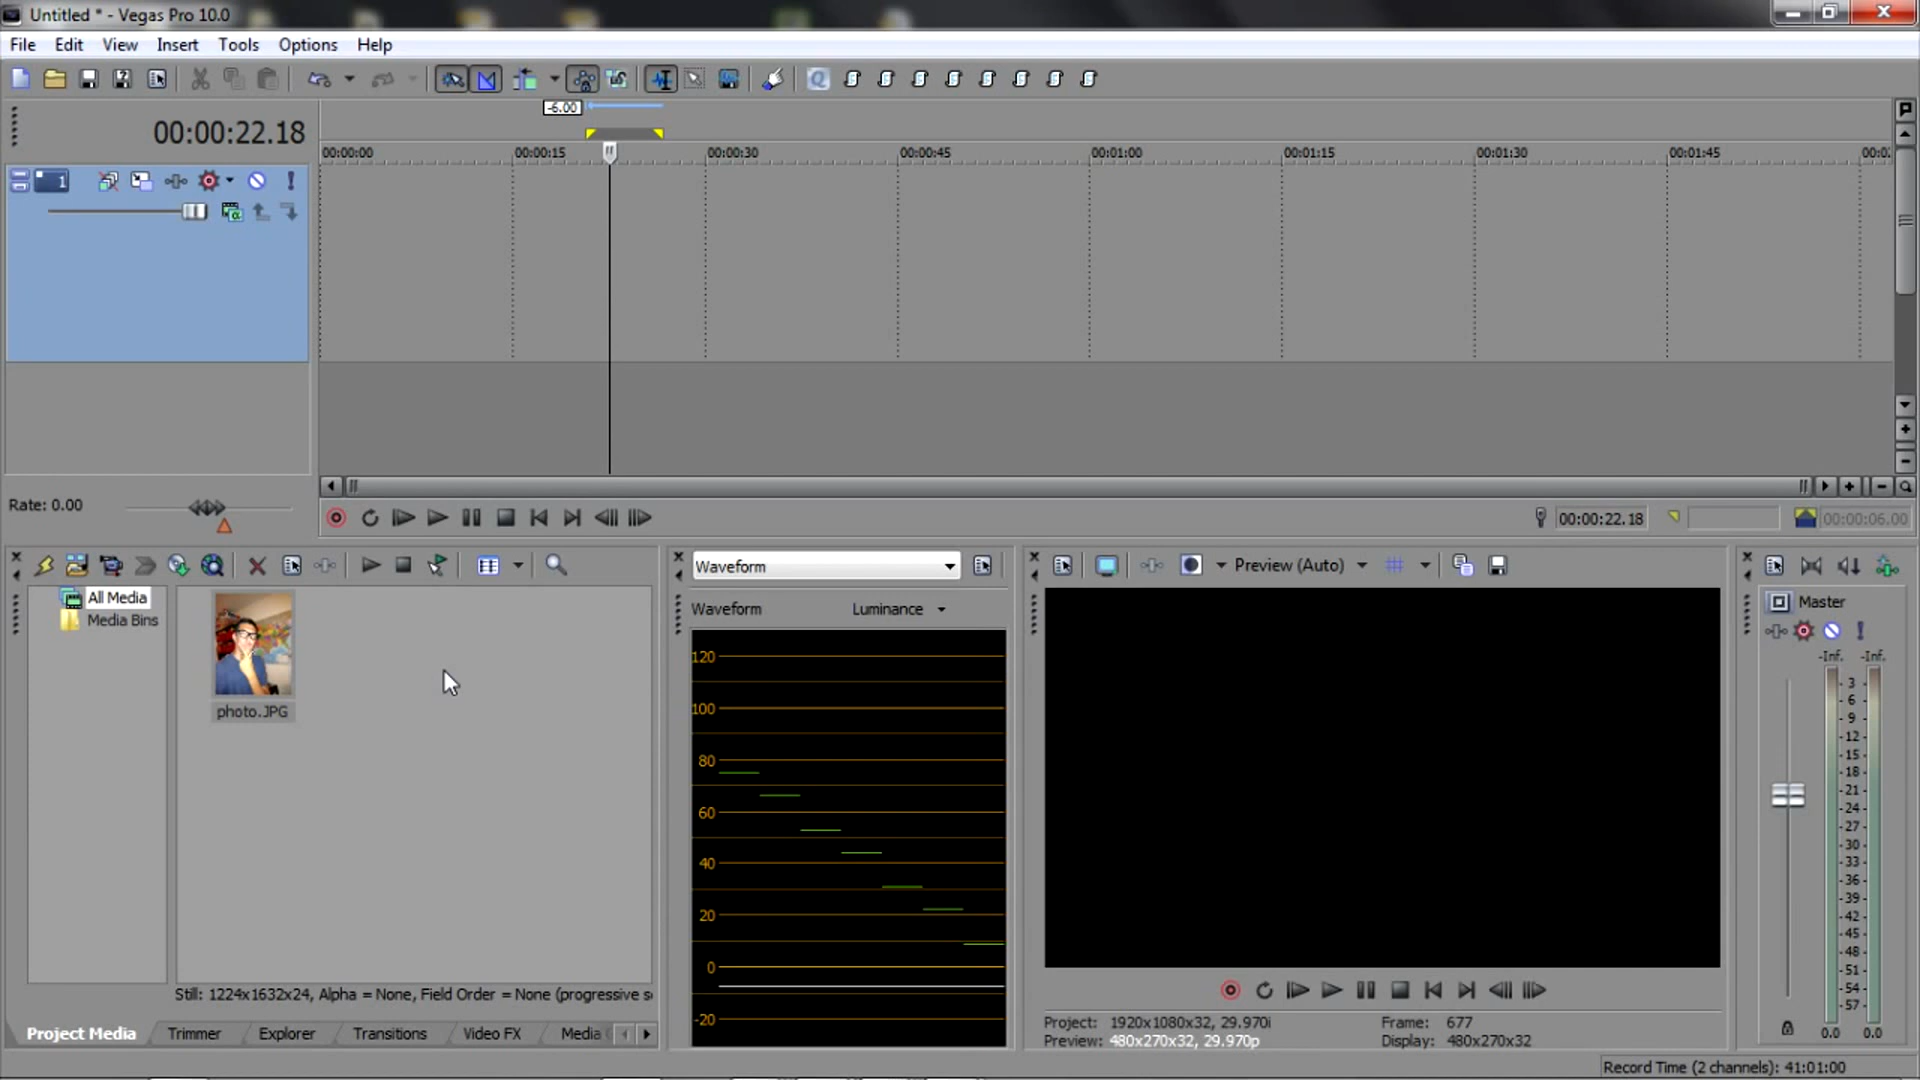 Untitled * - Vegas Pro 10.0
File Edit View Insert Tools Options Help
-6.00
00:00:22.18
00:00:00 00:00:15 00:00:30 00:00:45 00:01:00 00:01:15 00:01:30 00:01:45
1
Rate: 0.00
00:00:22.18 00:00:06.00
All Media
Media Bins
photo.JPG
Still: 1224x1632x24, Alpha = None, Field Order = None (progressive s
Project Media Trimmer Explorer Transitions Video FX Media
Waveform
Waveform Luminance
120
100
80
60
40
20
0
-20
Preview (Auto)
Project: 1920x1080x32, 29.970i Frame: 677
Preview: 480x270x32, 29.970p Display: 480x270x32
Master
-Inf. -Inf.
3
6
9
12
15
18
21
24
27
30
33
36
39
42
45
48
51
54
57
0.0 0.0
Record Time (2 channels): 41:01:00